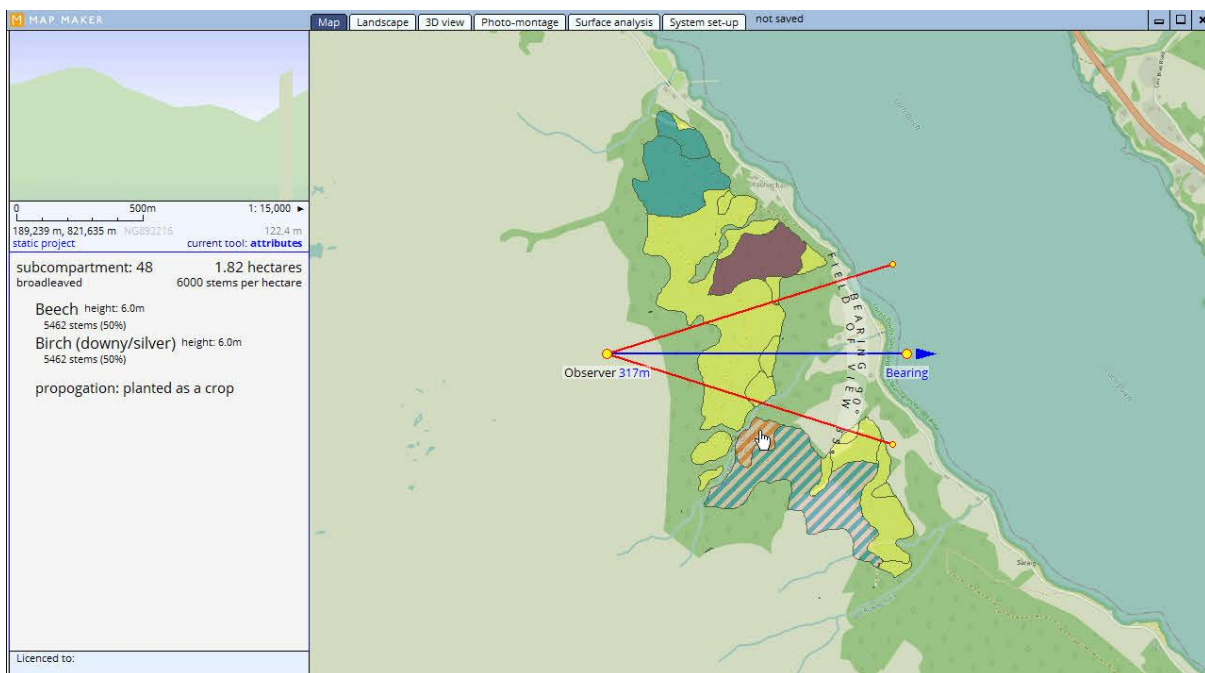 M MAP MAKER
Map Landscape 3D view Photo-montage Surface analysis System set-up not saved
0 500m 1: 15,000 ►
189,239 m, 821,635 m NG892216 122.4 m
static project current tool: attributes
subcompartment: 48 1.82 hectares
broadleaved 6000 stems per hectare
Beech height: 6.0m
5462 stems (50%)
Birch (downy/silver) height: 6.0m
5462 stems (50%)
propogation: planted as a crop
Licenced to:
Observer 317m
Bearing
BEARING 90°
FIELD OF VIEW
Saraig